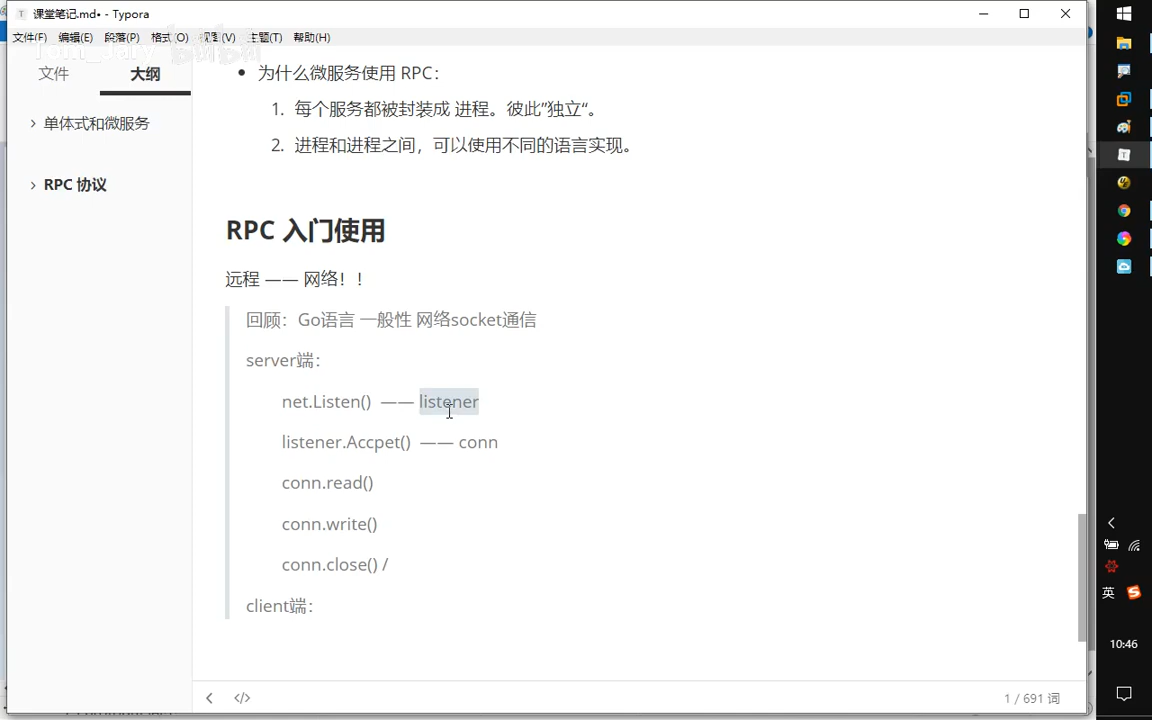 课堂笔记.md• - Typora
文件(F) 编辑(E) 段落(P) 格式(O) 视图(V) 主题(T) 帮助(H)
文件 大纲
单体式和微服务
RPC 协议
为什么微服务使用 RPC：
1. 每个服务都被封装成 进程。彼此”独立“。
2. 进程和进程之间，可以使用不同的语言实现。
RPC 入门使用
远程 —— 网络！！
回顾：Go语言 一般性 网络socket通信
server端：
net.Listen() —— listener
listener.Accpet() —— conn
conn.read()
conn.write()
conn.close() /
client端：
1 / 691 词
英
10:46